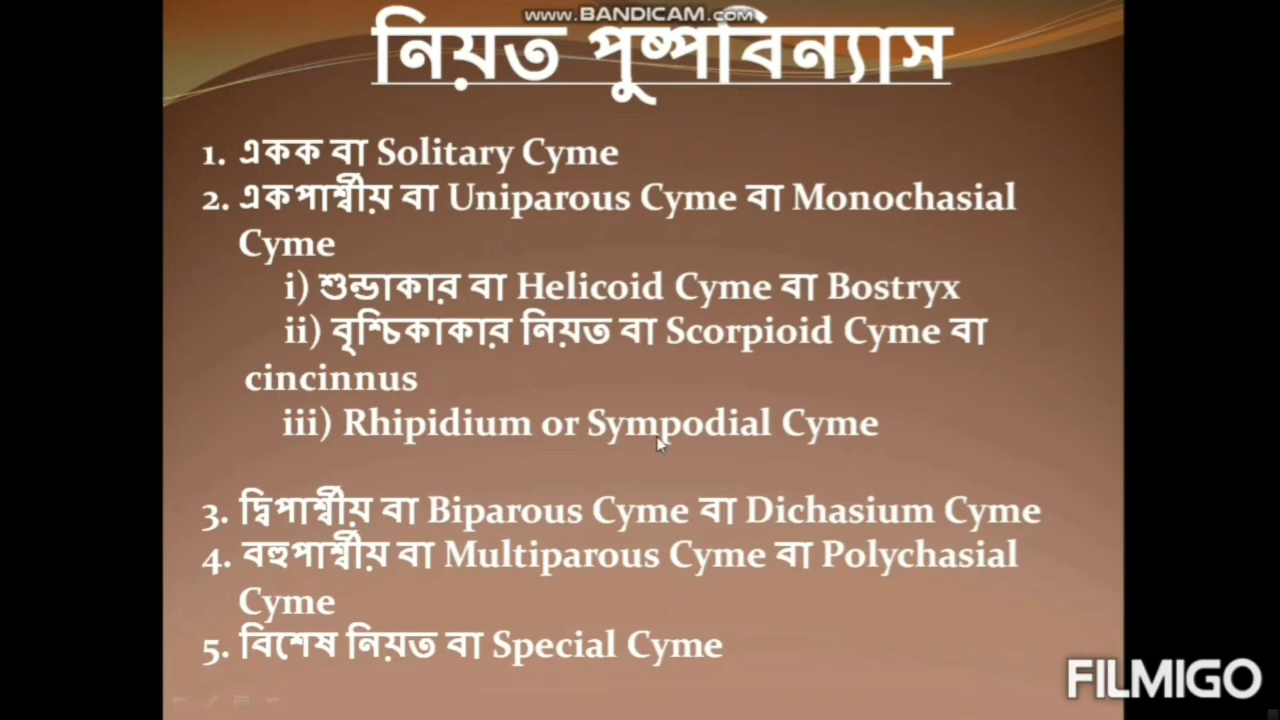 www.BANDICAM.com
নিয়ত পুষ্পবিন্যাস
1. একক বা Solitary Cyme
2. একপার্শ্বীয় বা Uniparous Cyme বা Monochasial
Cyme
i) শুন্ডাকার বা Helicoid Cyme বা Bostryx
ii) বৃশ্চিকাকার নিয়ত বা Scorpioid Cyme বা
cincinnus
iii) Rhipidium or Sympodial Cyme
3. দ্বিপার্শ্বীয় বা Biparous Cyme বা Dichasium Cyme
4. বহুপার্শ্বীয় বা Multiparous Cyme বা Polychasial
Cyme
5. বিশেষ নিয়ত বা Special Cyme
FILMIGO